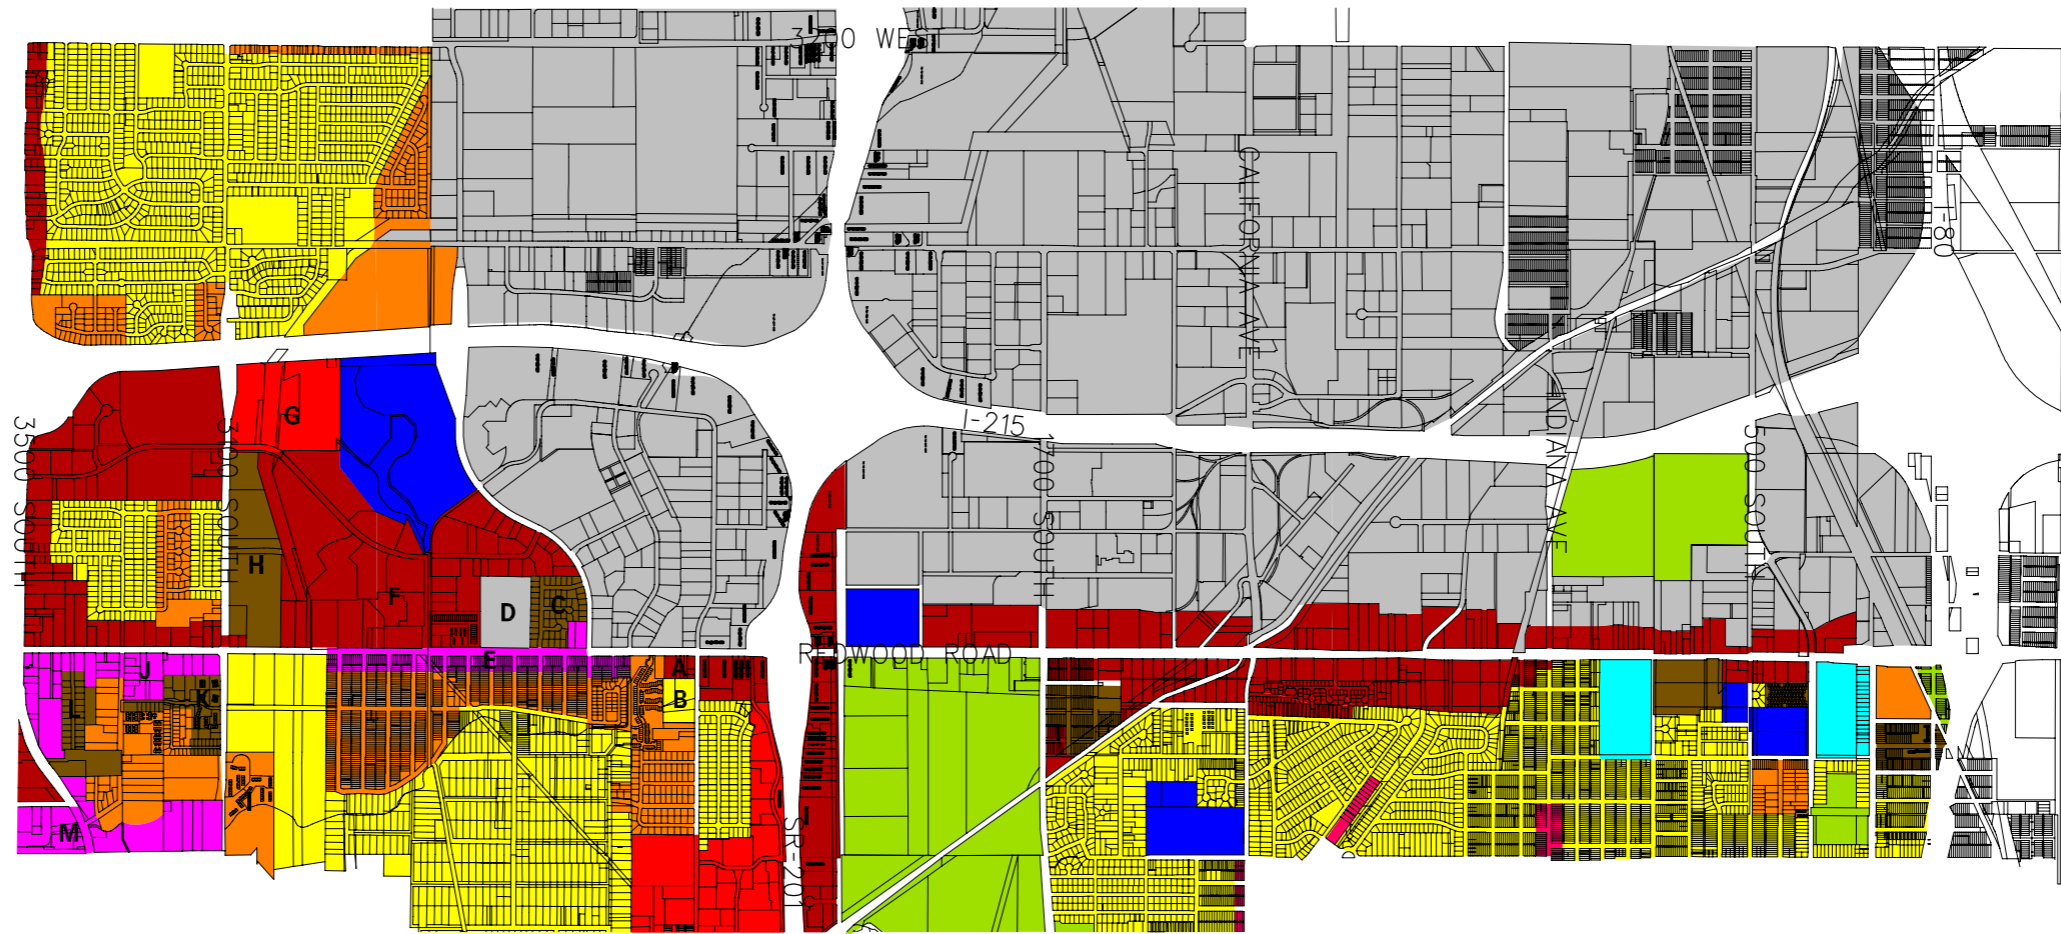 3200 WEST
CALIFORNIA AVE
I-80
G
I-215
3500 SOUTH
3100 SOUTH
1700 SOUTH
INDIANA AVE
500 SOUTH
H
F
D
C
REDWOOD ROAD
E
A
J
K
B
L
M
SR-201